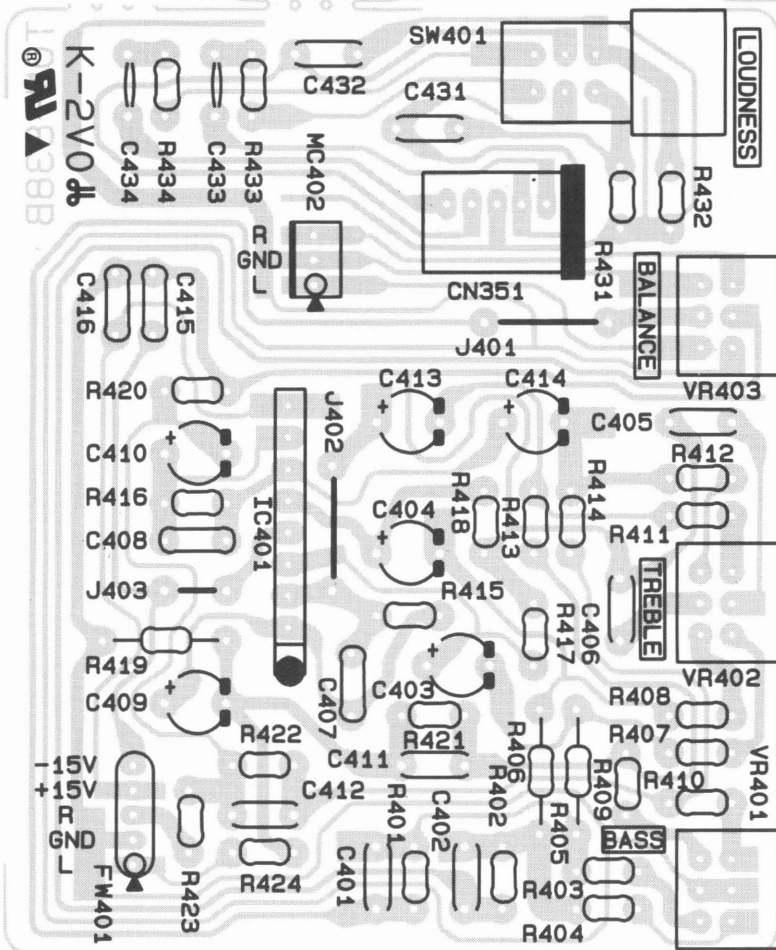 SW401
LOUDNESS
K-2V0
®
C434
R434
C433
R433
C432
C431
MC402
R
GND
L
R432
R431
CN351
BALANCE
C416
C415
J401
VR403
R420
C413
C414
C405
C410
J402
R412
R416
IC401
C404
R418
R413
R414
R411
C408
J403
R415
TREBLE
R419
R417
C406
C409
C407
C403
VR402
R408
R422
R421
R406
R407
-15V
+15V
R
GND
L
C411
C412
R401
C402
R402
R405
R409
R410
VR401
BASS
FW401
R423
R424
C401
R403
R404